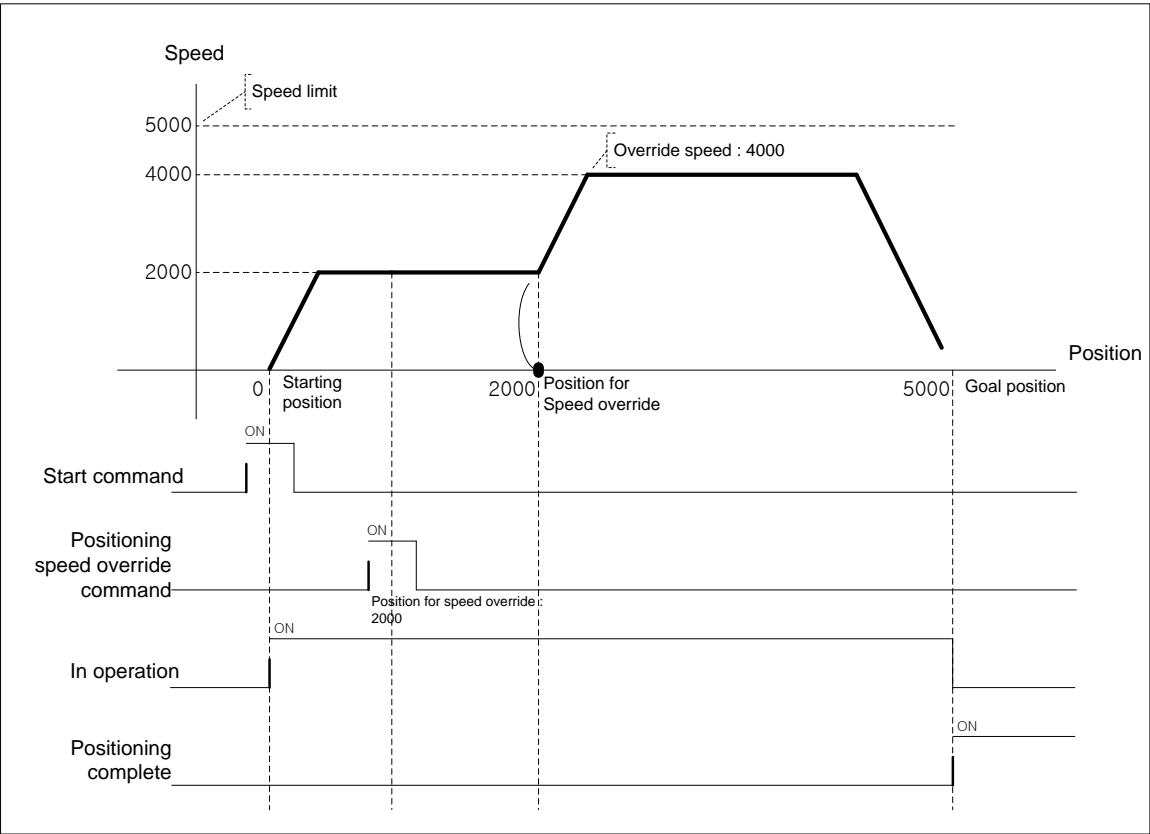 Speed
Speed limit
5000
Override speed : 4000
4000
2000
Position
0
Starting
position
2000
Position for
Speed override
5000
Goal position
ON
Start command
ON
Positioning
speed override
command
Position for speed override :
2000
ON
In operation
ON
Positioning
complete